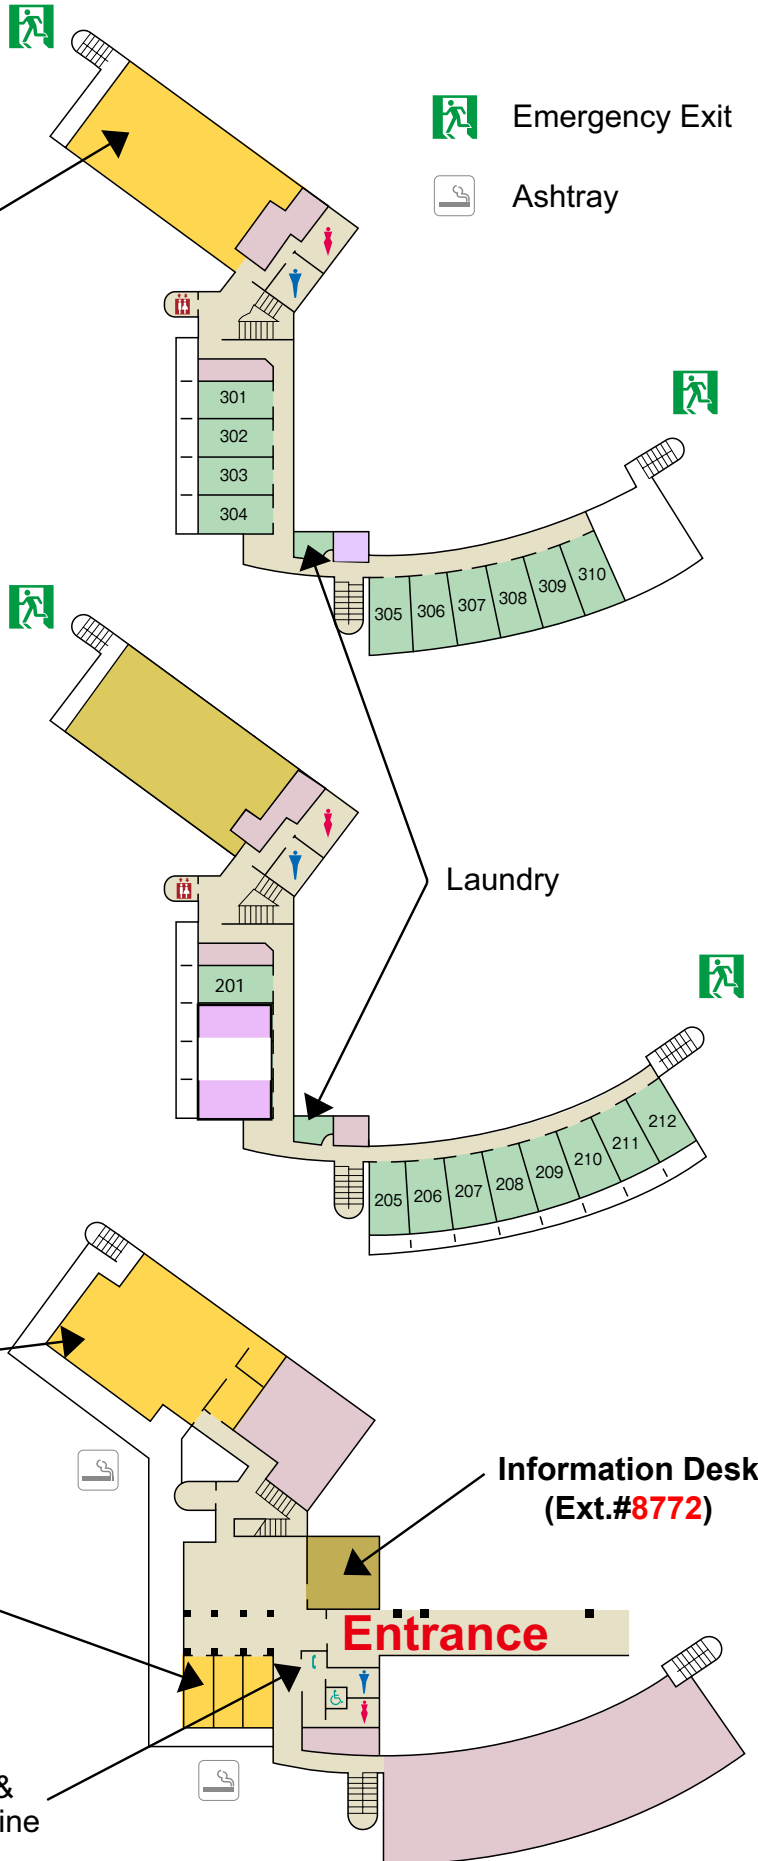 Emergency Exit
Ashtray
301
302
303
304
305 306 307 308 309 310
Laundry
201
205 206 207 208 209 210 211 212
Information Desk
(Ext.#8772)
Entrance
&
ine